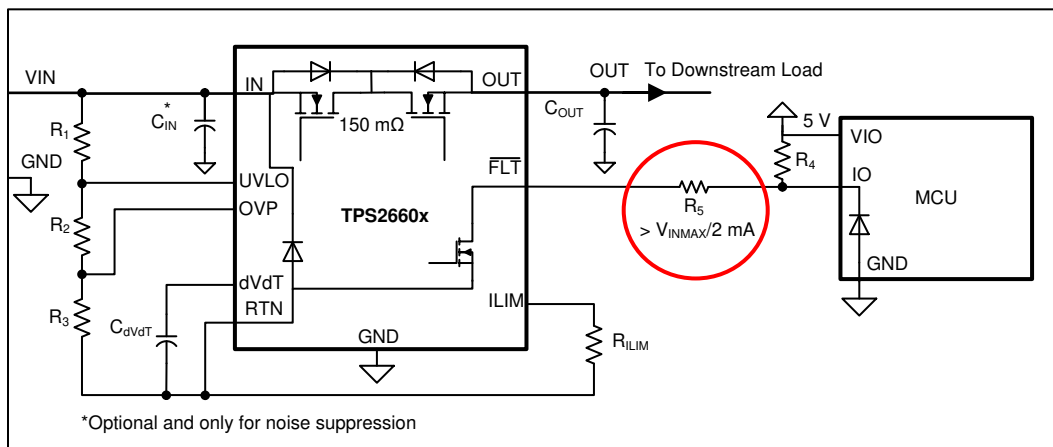 VIN
IN
OUT
OUT
To Downstream Load
*
CIN
COUT
R1
150 mΩ
5 V
VIO
GND
FLT
R4
IO
UVLO
MCU
OVP
TPS2660x
R5
R2
> VINMAX/2 mA
GND
dVdT
ILIM
RTN
R3
CdVdT
GND
RILIM
*Optional and only for noise suppression